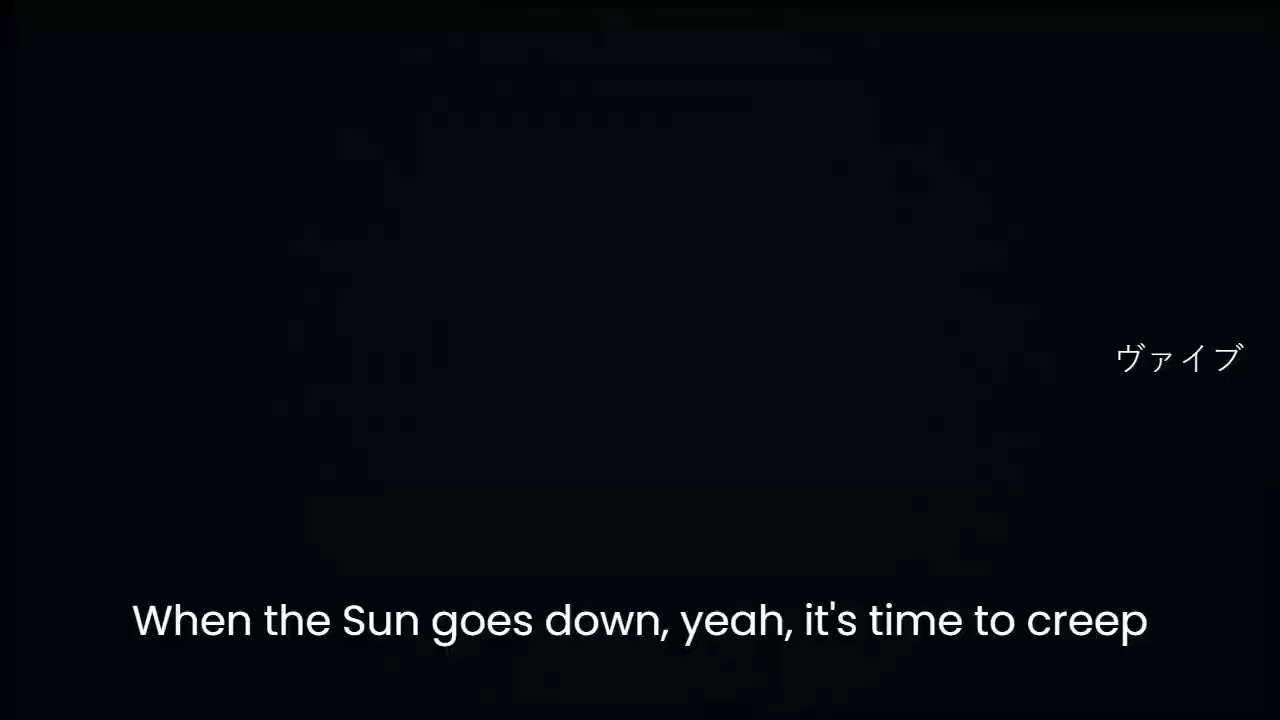 ヴァイブ
When the Sun goes down, yeah, it's time to creep